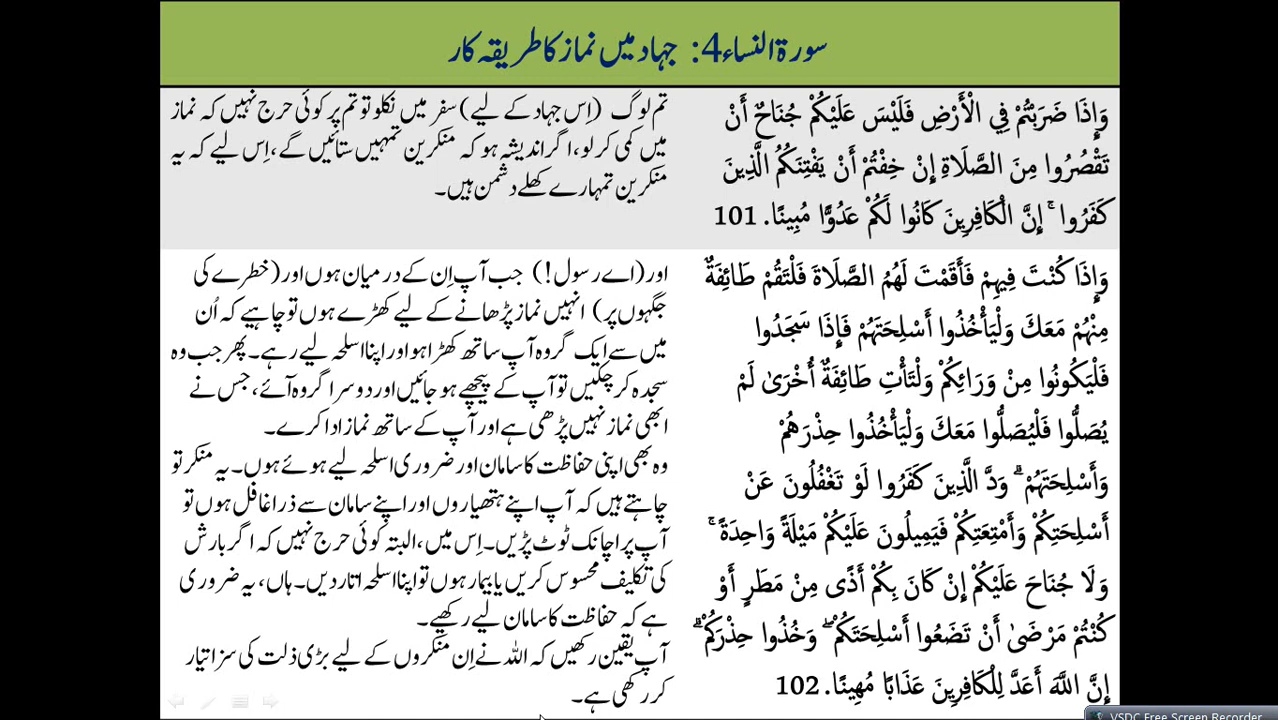 سورۃ النساء4: جہاد میں نماز کا طریقہ کار
وَإِذَا ضَرَبْتُمْ فِي الْأَرْضِ فَلَيْسَ عَلَيْكُمْ جُنَاحٌ أَنْ
تَقْصُرُوا مِنَ الصَّلَاةِ إِنْ خِفْتُمْ أَنْ يَفْتِنَكُمُ الَّذِينَ
كَفَرُوا ۚ إِنَّ الْكَافِرِينَ كَانُوا لَكُمْ عَدُوًّا مُبِينًا. 101
تم لوگ (اِس جہاد کے لیے) سفر میں نکلو تو تم پر کوئی حرج نہیں کہ نماز
میں کمی کر لو، اگر اندیشہ ہو کہ منکرین تمہیں ستائیں گے، اِس لیے کہ یہ
منکرین تمہارے کھلے دشمن ہیں۔
وَإِذَا كُنْتَ فِيهِمْ فَأَقَمْتَ لَهُمُ الصَّلَاةَ فَلْتَقُمْ طَائِفَةٌ
مِنْهُمْ مَعَكَ وَلْيَأْخُذُوا أَسْلِحَتَهُمْ فَإِذَا سَجَدُوا
فَلْيَكُونُوا مِنْ وَرَائِكُمْ وَلْتَأْتِ طَائِفَةٌ أُخْرَىٰ لَمْ
يُصَلُّوا فَلْيُصَلُّوا مَعَكَ وَلْيَأْخُذُوا حِذْرَهُمْ
وَأَسْلِحَتَهُمْ ۗ وَدَّ الَّذِينَ كَفَرُوا لَوْ تَغْفُلُونَ عَنْ
أَسْلِحَتِكُمْ وَأَمْتِعَتِكُمْ فَيَمِيلُونَ عَلَيْكُمْ مَيْلَةً وَاحِدَةً ۚ
وَلَا جُنَاحَ عَلَيْكُمْ إِنْ كَانَ بِكُمْ أَذًى مِنْ مَطَرٍ أَوْ
كُنْتُمْ مَرْضَىٰ أَنْ تَضَعُوا أَسْلِحَتَكُمْ ۖ وَخُذُوا حِذْرَكُمْ ۗ
إِنَّ اللَّهَ أَعَدَّ لِلْكَافِرِينَ عَذَابًا مُهِينًا. 102
اور (اے رسول!) جب آپ اِن کے درمیان ہوں اور (خطرے کی
جگہوں پر) انہیں نماز پڑھانے کے لیے کھڑے ہوں تو چاہیے کہ اُن
میں سے ایک گروہ آپ ساتھ کھڑا ہو اور اپنا اسلحہ لیے رہے۔ پھر جب وہ
سجدہ کر چکیں تو آپ کے پیچھے ہو جائیں اور دوسرا گروہ آئے، جس نے
ابھی نماز نہیں پڑھی ہے اور آپ کے ساتھ نماز ادا کرے۔
وہ بھی اپنی حفاظت کا سامان اور ضروری اسلحہ لیے ہوئے ہوں۔ یہ منکر تو
چاہتے ہیں کہ آپ اپنے ہتھیاروں اور اپنے سامان سے ذرا غافل ہوں تو
آپ پر اچانک ٹوٹ پڑیں۔ اِس میں، البتہ کوئی حرج نہیں کہ اگر بارش
کی تکلیف محسوس کریں یا بیمار ہوں تو اپنا اسلحہ اتار دیں۔ ہاں، یہ ضروری
ہے کہ حفاظت کا سامان لیے رکھیے۔
آپ یقین رکھیں کہ اللہ نے اِن منکروں کے لیے بڑی ذلت کی سزا تیار
کر رکھی ہے۔
VSDC Free Screen Recorder